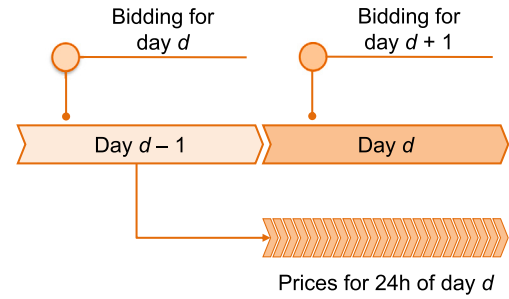 Bidding for
day d
Bidding for
day d + 1
Day d – 1
Day d
Prices for 24h of day d